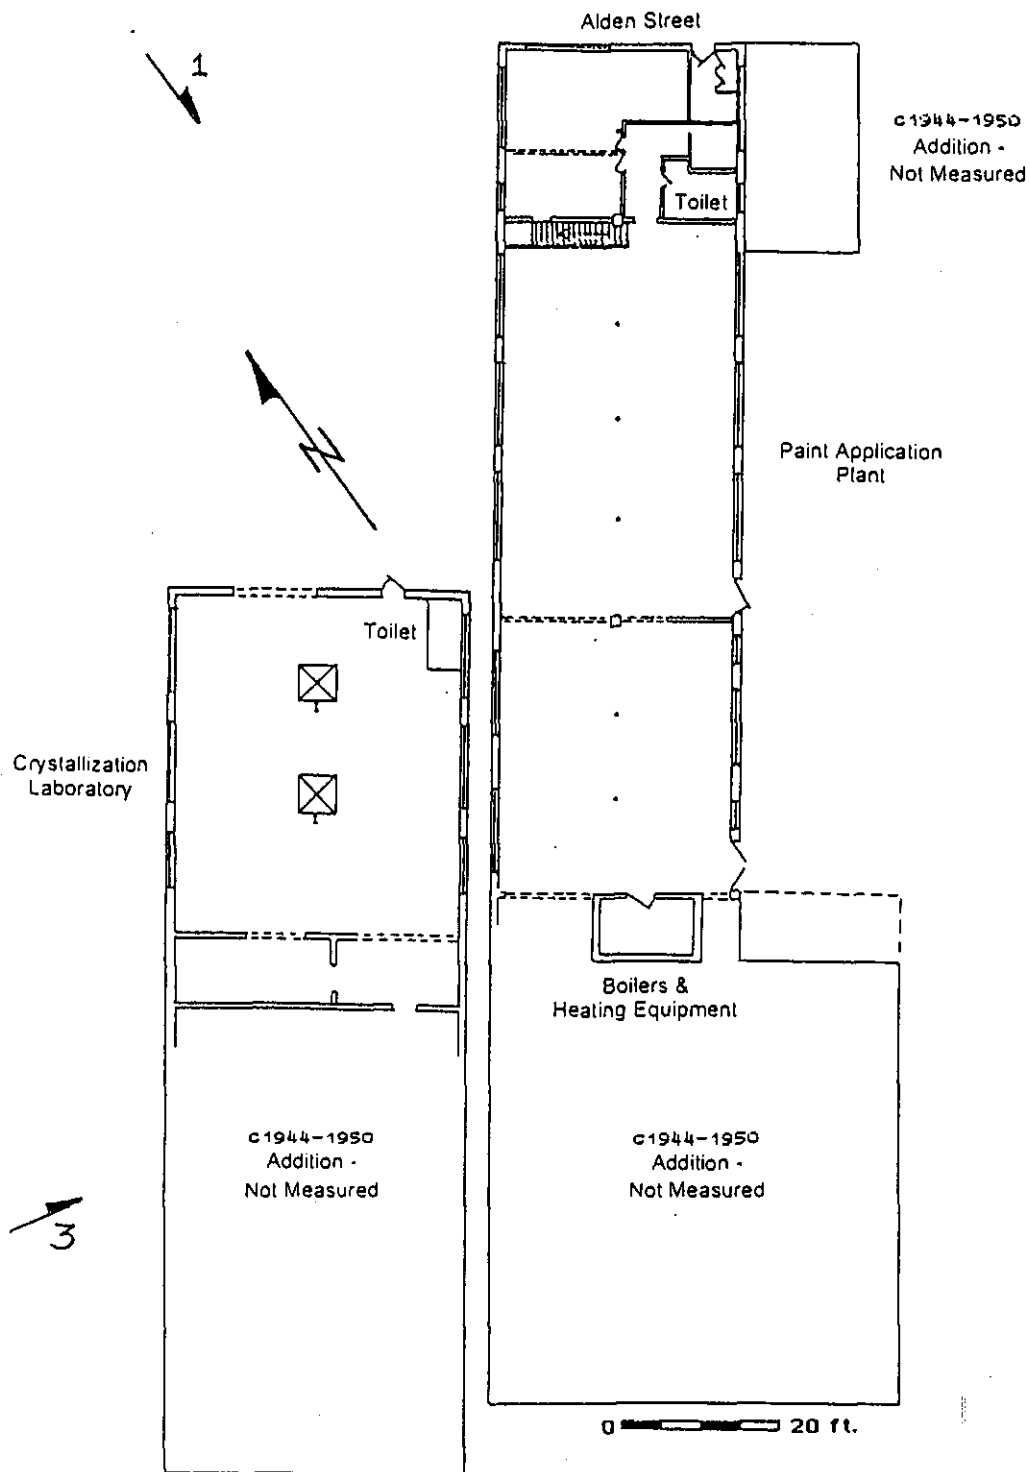 Alden Street
1
c1944-1950
Addition -
Not Measured
Toilet
N
Paint Application
Plant
Toilet
Crystallization
Laboratory
Boilers &
Heating Equipment
c1944-1950
Addition -
Not Measured
c1944-1950
Addition -
Not Measured
3
0 20 ft.